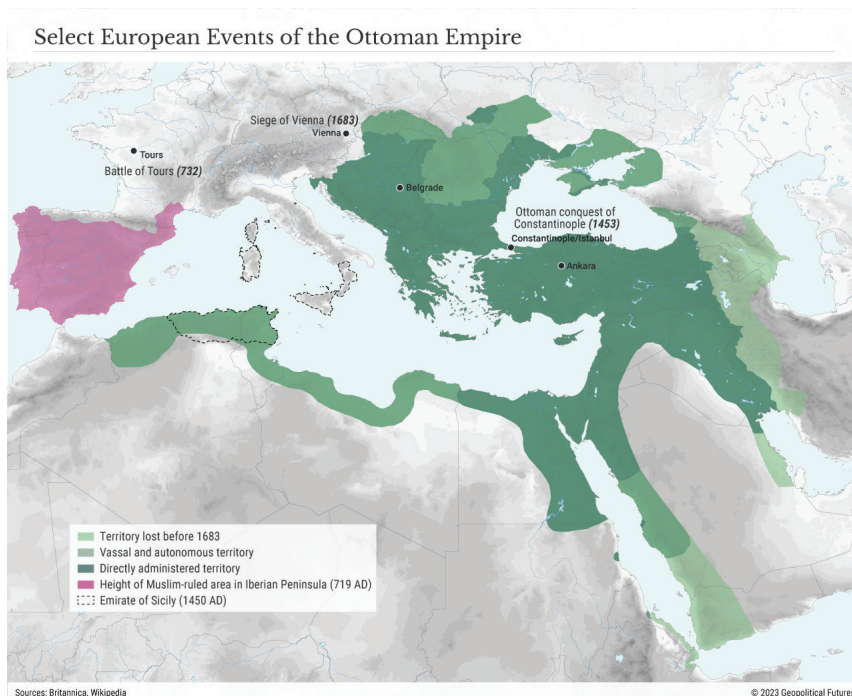 Select European Events of the Ottoman Empire
Siege of Vienna (1683)
Vienna
Tours
Battle of Tours (732)
Belgrade
Ottoman conquest of
Constantinople (1453)
Constantinople/Istanbul
Ankara
Territory lost before 1683
Vassal and autonomous territory
Directly administered territory
Height of Muslim-ruled area in Iberian Peninsula (719 AD)
Emirate of Sicily (1450 AD)
Sources: Britannica, Wikipedia
© 2023 Geopolitical Futures